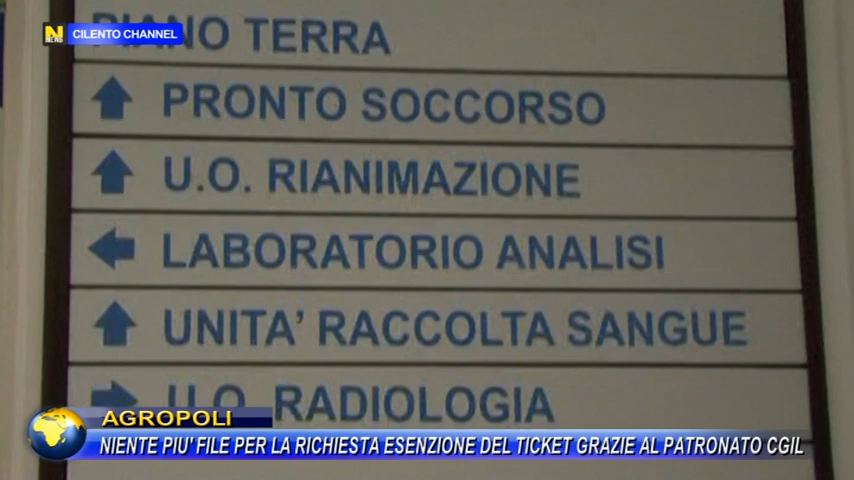 CILENTO CHANNEL
PIANO TERRA
PRONTO SOCCORSO
U.O. RIANIMAZIONE
LABORATORIO ANALISI
UNITA' RACCOLTA SANGUE
U.O. RADIOLOGIA
AGROPOLI
NIENTE PIU' FILE PER LA RICHIESTA ESENZIONE DEL TICKET GRAZIE AL PATRONATO CGIL